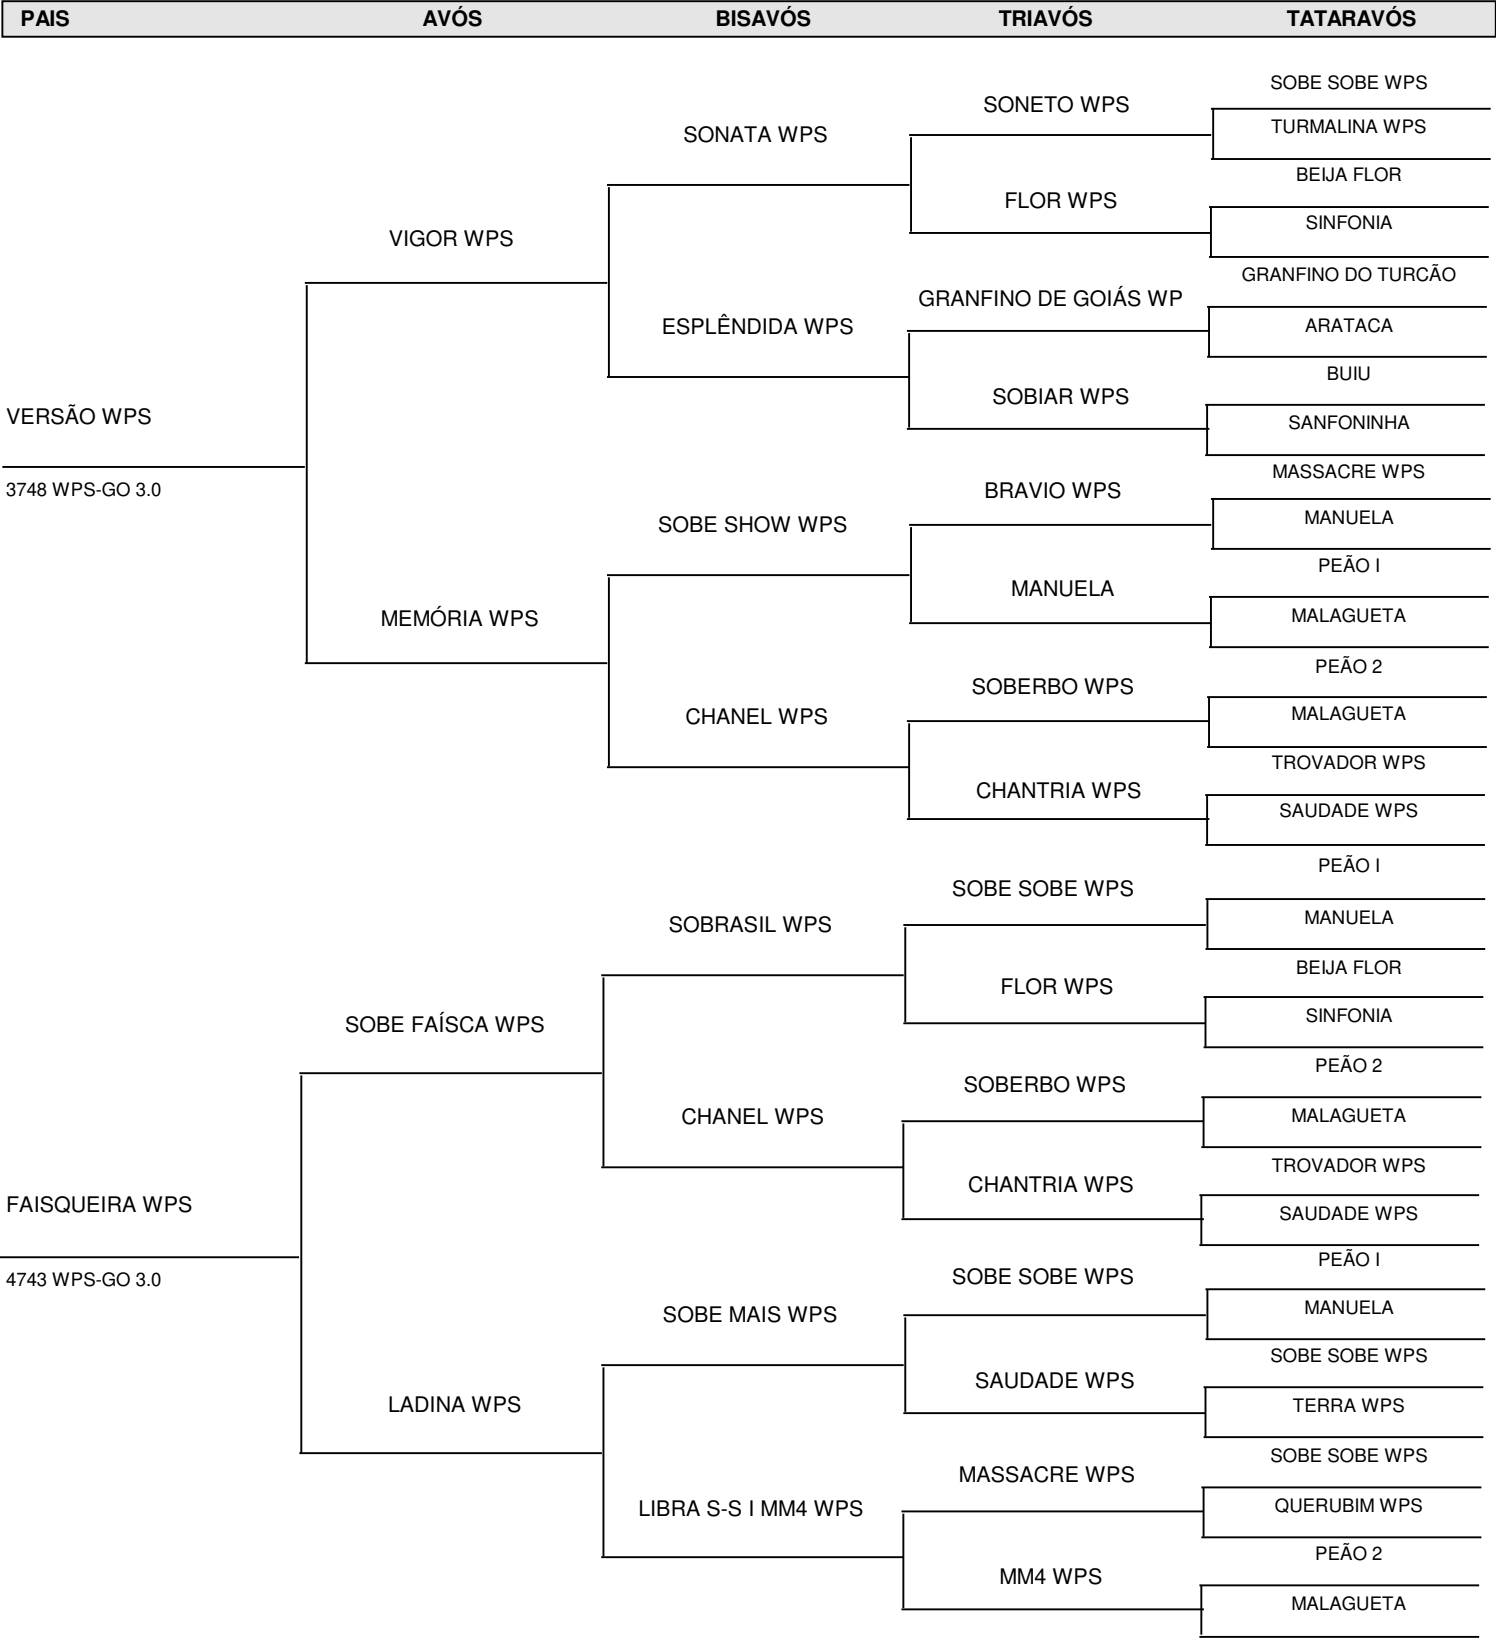 PAIS AVÓS BISAVÓS TRIAVÓS TATARAVÓS
SOBE SOBE WPS
SONETO WPS
TURMALINA WPS
SONATA WPS
BEIJA FLOR
FLOR WPS
SINFONIA
VIGOR WPS
GRANFINO DO TURCÃO
GRANFINO DE GOIÁS WP
ESPLÊNDIDA WPS
ARATACA
BUIU
SOBIAR WPS
VERSÃO WPS
SANFONINHA
MASSACRE WPS
3748 WPS-GO 3.0
BRAVIO WPS
MANUELA
SOBE SHOW WPS
PEÃO I
MANUELA
MALAGUETA
MEMÓRIA WPS
PEÃO 2
SOBERBO WPS
MALAGUETA
CHANEL WPS
TROVADOR WPS
CHANTRIA WPS
SAUDADE WPS
PEÃO I
SOBE SOBE WPS
MANUELA
SOBRASIL WPS
BEIJA FLOR
FLOR WPS
SINFONIA
SOBE FAÍSCA WPS
PEÃO 2
SOBERBO WPS
MALAGUETA
CHANEL WPS
TROVADOR WPS
CHANTRIA WPS
FAISQUEIRA WPS
SAUDADE WPS
PEÃO I
4743 WPS-GO 3.0
SOBE SOBE WPS
MANUELA
SOBE MAIS WPS
SOBE SOBE WPS
SAUDADE WPS
LADINA WPS
TERRA WPS
SOBE SOBE WPS
MASSACRE WPS
QUERUBIM WPS
LIBRA S-S I MM4 WPS
PEÃO 2
MM4 WPS
MALAGUETA